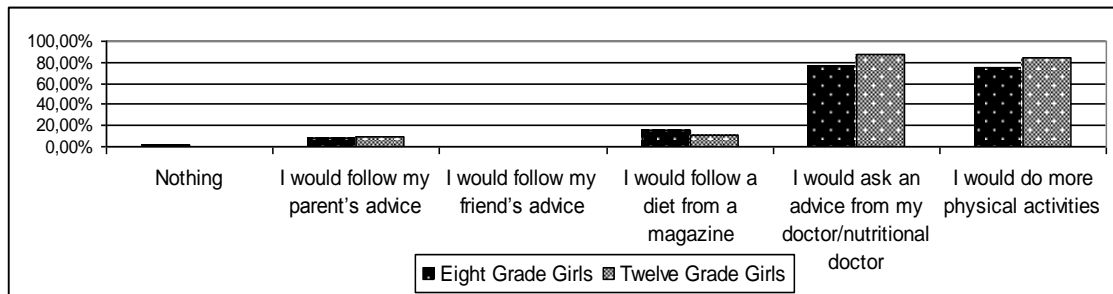 100,00%
80,00%
60,00%
40,00%
20,00%
0,00%
Nothing
I would follow my
parent's advice
I would follow my
friend's advice
I would follow a
diet from a
magazine
I would ask an
advice from my
doctor/nutritional
doctor
I would do more
physical activities
Eight Grade Girls
Twelve Grade Girls